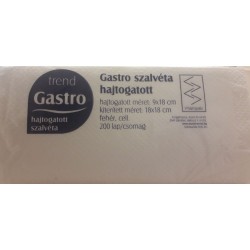 trend
Gastro
hajtogatott
szalvéta
Gastro szalvéta
hajtogatott
hajtogatott méret: 9x18 cm
kiterített méret: 18x18 cm
fehér, cell.
200 lap/csomag